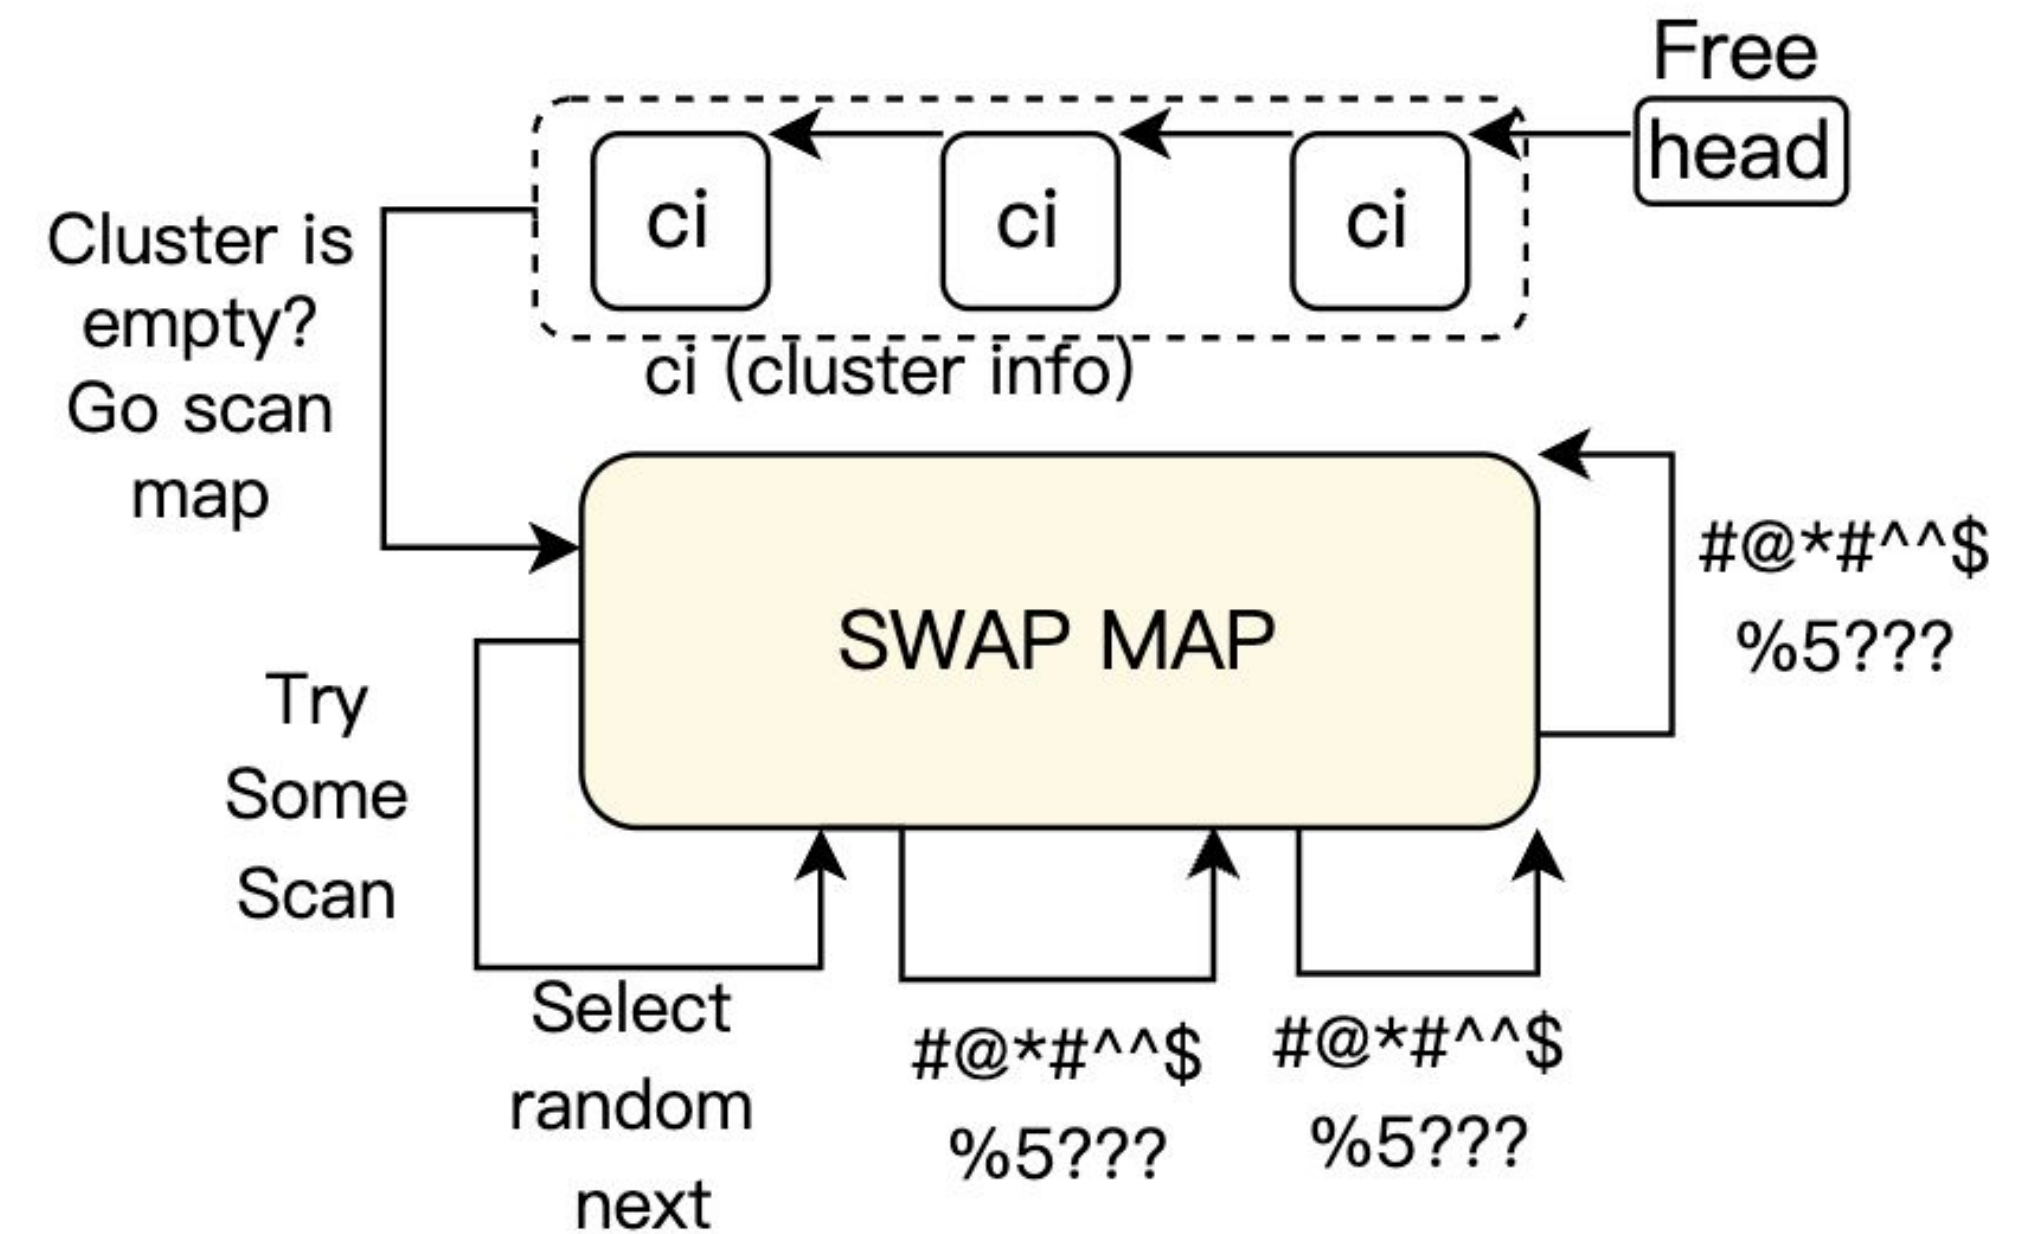 Free
head
ci
ci
ci
ci (cluster info)
Cluster is
empty?
Go scan
map
SWAP MAP
#@*#^^$
%5???
Try
Some
Scan
Select
random
next
#@*#^^$
%5???
#@*#^^$
%5???